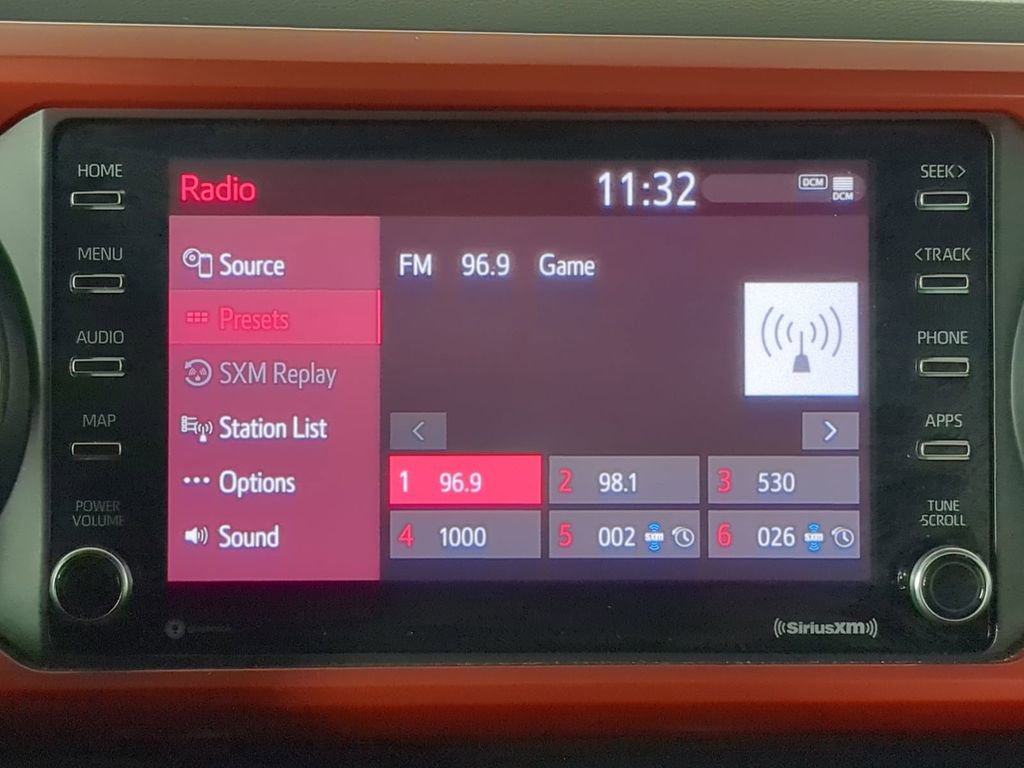 HOME
MENU
AUDIO
MAP
POWER
VOLUME
Radio
11:32
DCM
DCM
Source
Presets
SXM Replay
Station List
Options
Sound
FM 96.9 Game
<
>
1 96.9
2 98.1
3 530
4 1000
5 002 SXM
6 026 SXM
SEEK>
<TRACK
PHONE
APPS
TUNE
SCROLL
SiriusXM